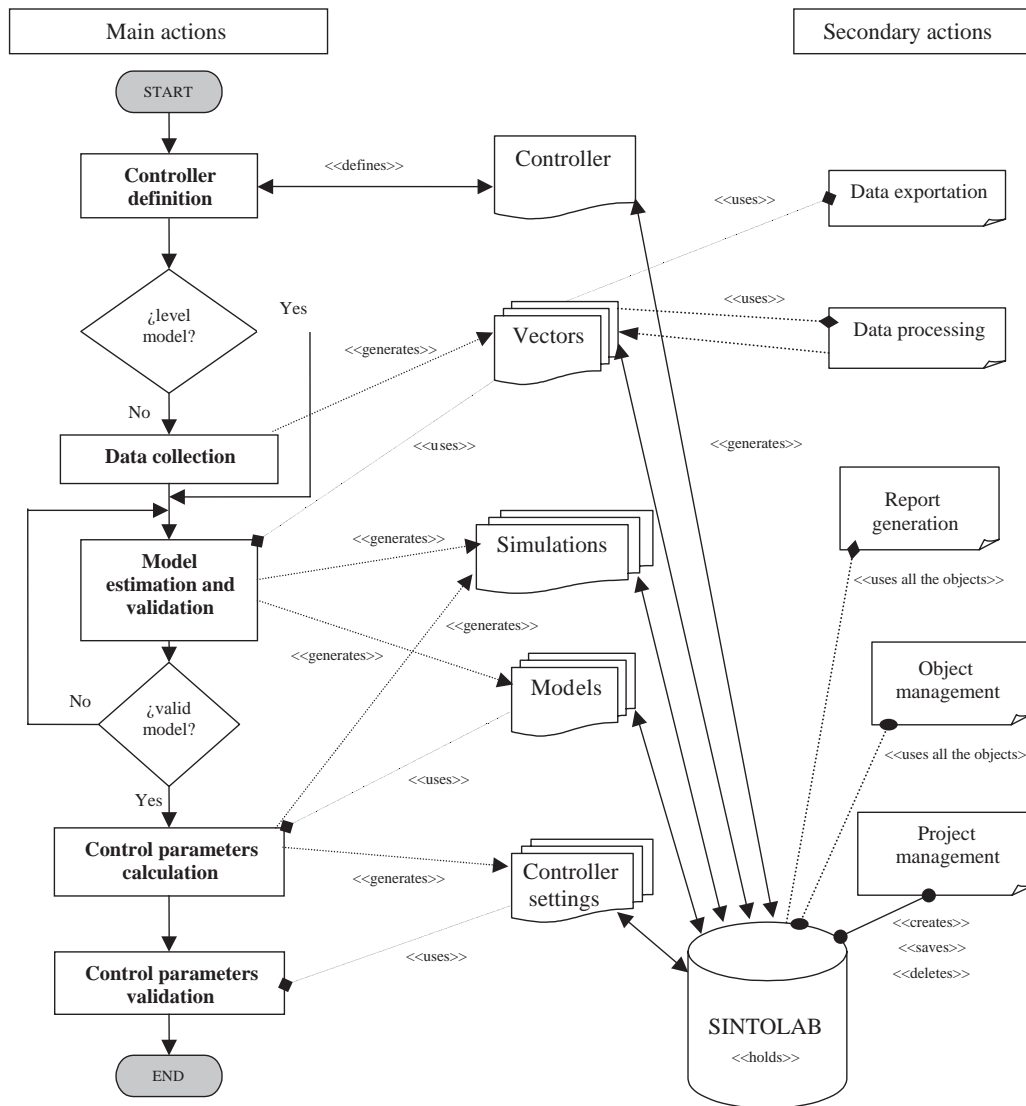 Main actions
Secondary actions
START
Controller
definition
<<defines>>
Controller
<<uses>>
Data exportation
¿level
model?
Yes
No
<<generates>>
Vectors
<<uses>>
Data processing
Data collection
<<uses>>
<<generates>>
Report
generation
<<uses all the objects>>
Model
estimation and
validation
<<generates>>
Simulations
<<generates>>
<<generates>>
Models
Object
management
<<uses all the objects>
No
¿valid
model?
Yes
<<uses>>
Control parameters
calculation
<<generates>>
Controller
settings
Project
management
<<creates>>
<<saves>>
<<deletes>>
<<uses>>
Control parameters
validation
SINTOLAB
<<holds>>
END